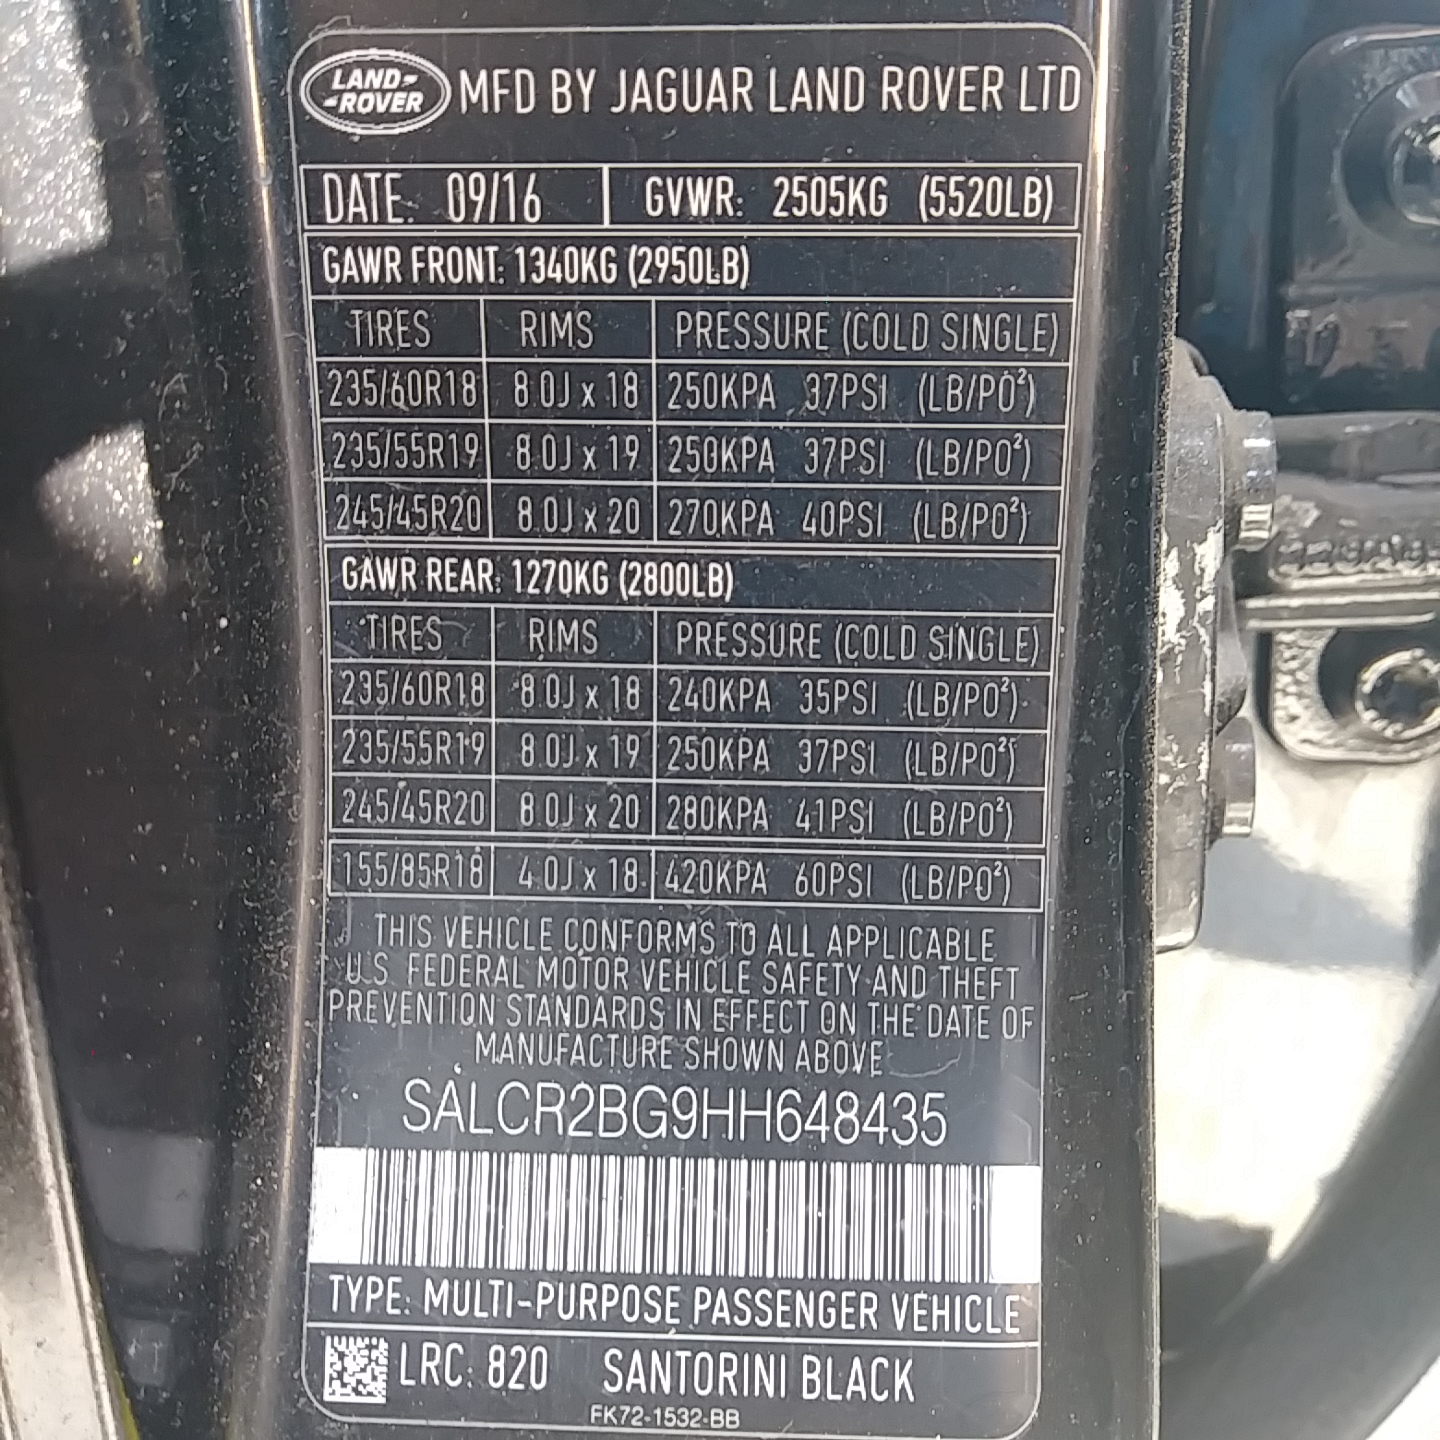 LAND-
-ROVER
MFD BY JAGUAR LAND ROVER LTD
DATE: 09/16 GVWR: 2505KG (5520LB)
GAWR FRONT: 1340KG (2950LB)
TIRES RIMS PRESSURE (COLD SINGLE)
235/60R18 8.0J x 18 250KPA 37PSI (LB/PO²)
235/55R19 8.0J x 19 250KPA 37PSI (LB/PO²)
245/45R20 8.0J x 20 270KPA 40PSI (LB/PO²)
GAWR REAR: 1270KG (2800LB)
TIRES RIMS PRESSURE (COLD SINGLE)
235/60R18 8.0J x 18 240KPA 35PSI (LB/PO²)
235/55R19 8.0J x 19 250KPA 37PSI (LB/PO²)
245/45R20 8.0J x 20 280KPA 41PSI (LB/PO²)
155/85R18 4.0J x 18 420KPA 60PSI (LB/PO²)
THIS VEHICLE CONFORMS TO ALL APPLICABLE
U.S. FEDERAL MOTOR VEHICLE SAFETY AND THEFT
PREVENTION STANDARDS IN EFFECT ON THE DATE OF
MANUFACTURE SHOWN ABOVE
SALCR2BG9HH648435
TYPE: MULTI-PURPOSE PASSENGER VEHICLE
LRC: 820 SANTORINI BLACK
FK72-1532-BB